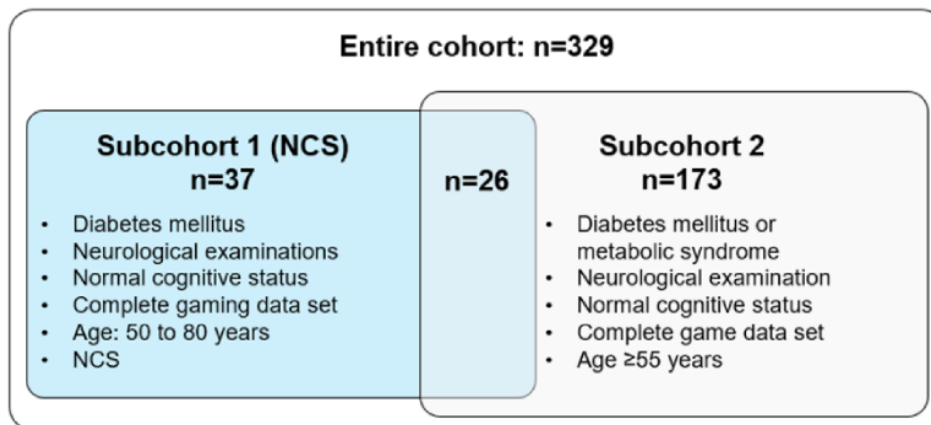 Entire cohort: n=329
Subcohort 1 (NCS)
n=37
• Diabetes mellitus
• Neurological examinations
• Normal cognitive status
• Complete gaming data set
• Age: 50 to 80 years
• NCS
n=26
Subcohort 2
n=173
• Diabetes mellitus or
metabolic syndrome
• Neurological examination
• Normal cognitive status
• Complete game data set
• Age ≥55 years